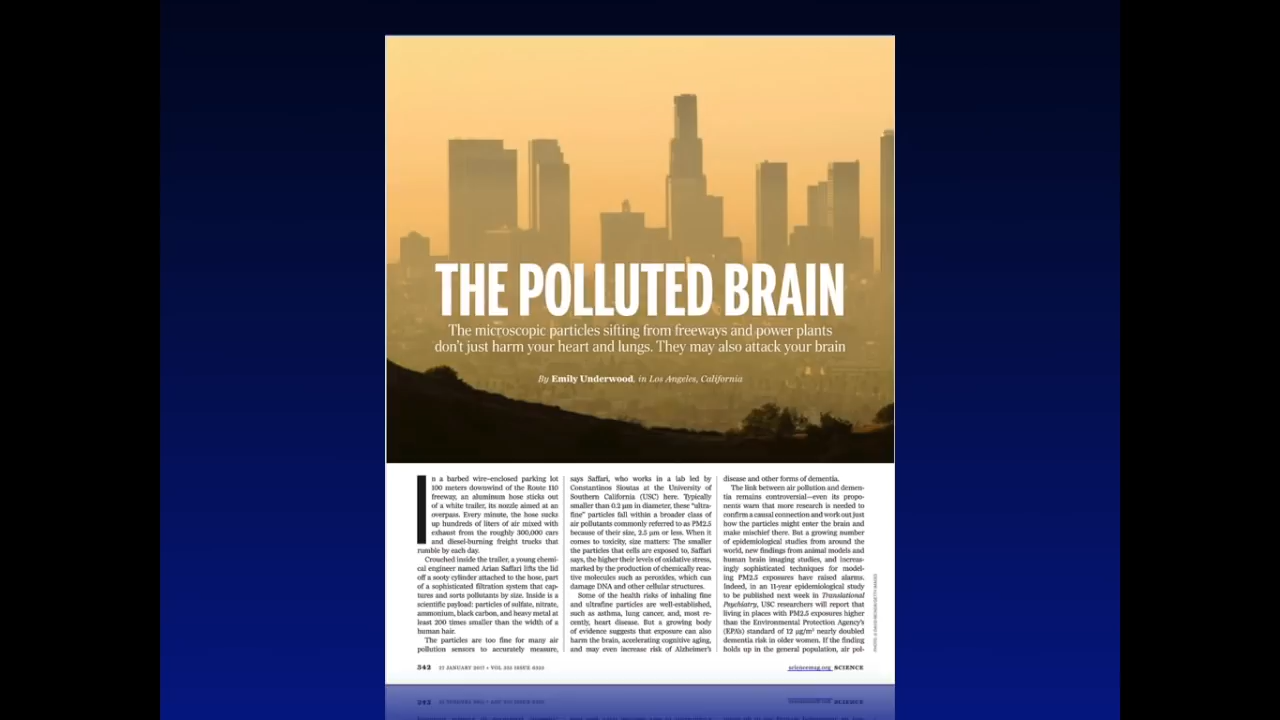 THE POLLUTED BRAIN
The microscopic particles sifting from freeways and power plants
don't just harm your heart and lungs. They may also attack your brain
By Emily Underwood, in Los Angeles, California
In a barbed wire–enclosed parking lot
100 meters downwind of the Route 110
freeway, an aluminum hose sticks out
of a white trailer, its nozzle aimed at an
overpass. Every minute, the hose sucks
up hundreds of liters of air mixed with
exhaust from the roughly 300,000 cars
and diesel-burning freight trucks that
rumble by each day.
Crouched inside the trailer, a young chemi-
cal engineer named Arian Saffari lifts the lid
off a sooty cylinder attached to the hose, part
of a sophisticated filtration system that cap-
tures and sorts pollutants by size. Inside is a
scientific payload: particles of sulfate, nitrate,
ammonium, black carbon, and heavy metal at
least 200 times smaller than the width of a
human hair.
The particles are too fine for many air
pollution sensors to accurately measure,
says Saffari, who works in a lab led by
Constantinos Sioutas at the University of
Southern California (USC) here. Typically
smaller than 0.2 µm in diameter, these "ultra-
fine" particles fall within a broader class of
air pollutants commonly referred to as PM2.5
because of their size, 2.5 µm or less. When it
comes to toxicity, size matters: The smaller
the particles that cells are exposed to, Saffari
says, the higher their levels of oxidative stress,
marked by the production of chemically reac-
tive molecules such as peroxides, which can
damage DNA and other cellular structures.
Some of the health risks of inhaling fine
and ultrafine particles are well-established,
such as asthma, lung cancer, and, most re-
cently, heart disease. But a growing body
of evidence suggests that exposure can also
harm the brain, accelerating cognitive aging,
and may even increase risk of Alzheimer's
disease and other forms of dementia.
The link between air pollution and demen-
tia remains controversial—even its propo-
nents warn that more research is needed to
confirm a causal connection and work out just
how the particles might enter the brain and
make mischief there. But a growing number
of epidemiological studies from around the
world, new findings from animal models and
human brain imaging studies, and increas-
ingly sophisticated techniques for model-
ing PM2.5 exposures have raised alarms.
Indeed, in an 11-year epidemiological study
to be published next week in Translational
Psychiatry, USC researchers will report that
living in places with PM2.5 exposures higher
than the Environmental Protection Agency's
(EPA's) standard of 12 µg/m³ nearly doubled
dementia risk in older women. If the finding
holds up in the general population, air pol-
342 27 JANUARY 2017 • VOL 355 ISSUE 6323
sciencemag.org SCIENCE